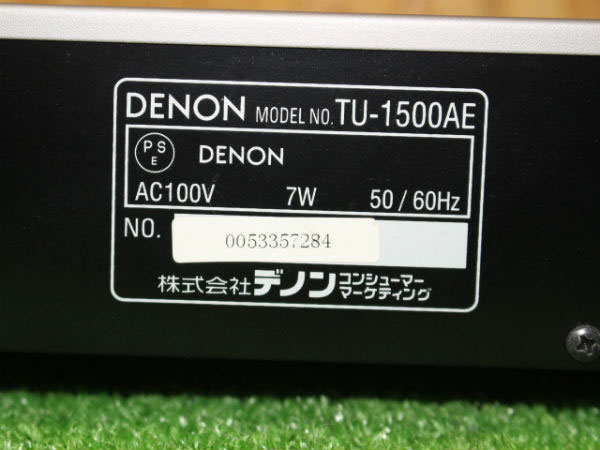 DENON MODEL NO. TU-1500AE
PS
E
DENON
AC100V 7W 50 / 60Hz
NO. 0053357284
株式会社デノン コンシューマー
マーケティング